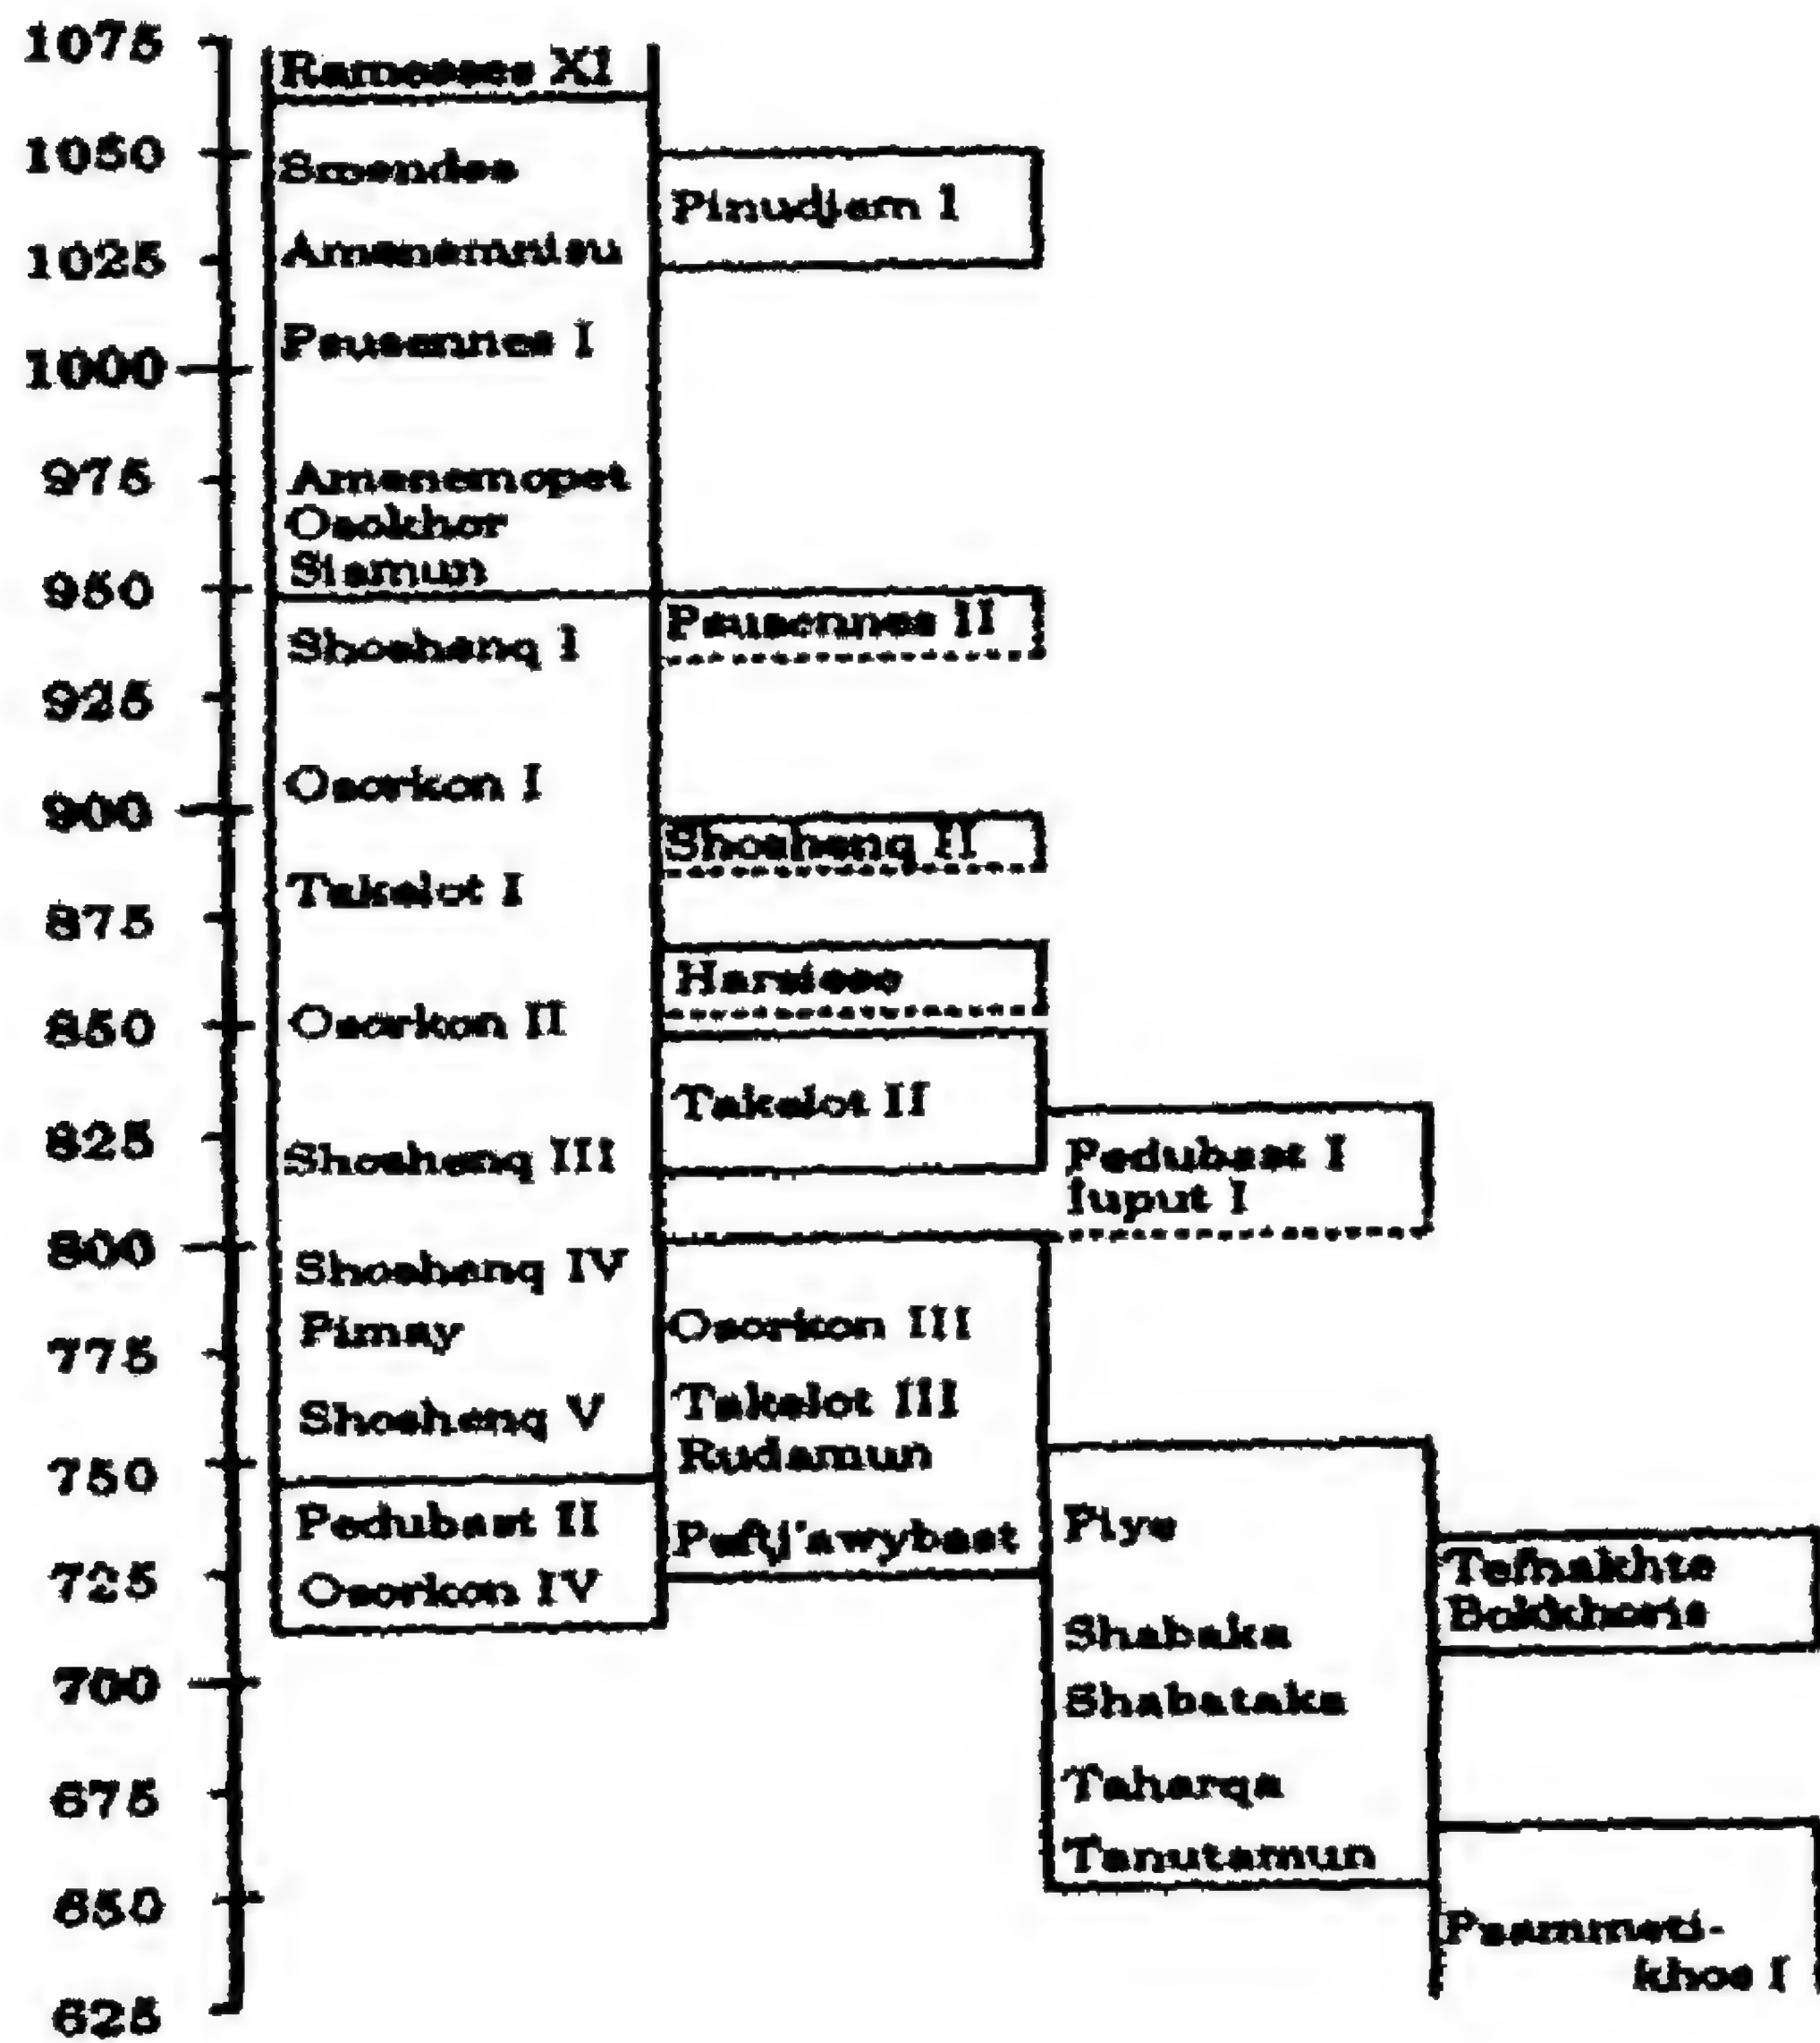 1075
1050
1025
1000
975
950
925
900
875
850
825
800
775
750
725
700
675
650
625
Ramesses XI
Smendes
Amenemnisu
Psusennes I
Amenemopet
Osokhor
Siamun
Shoshenq I
Osorkon I
Takelot I
Osorkon II
Shoshenq III
Shoshenq IV
Pimay
Shoshenq V
Pedubast II
Osorkon IV
Pinudjem I
Psusennes II
Shoshenq II
Harsiese
Takelot II
Osorkon III
Takelot III
Rudamun
Peftj'awybast
Pedubast I
Iuput I
Piye
Shabaka
Shabataka
Taharqa
Tanutamun
Tefnakhte
Bokkhoris
Psammeti-
khos I